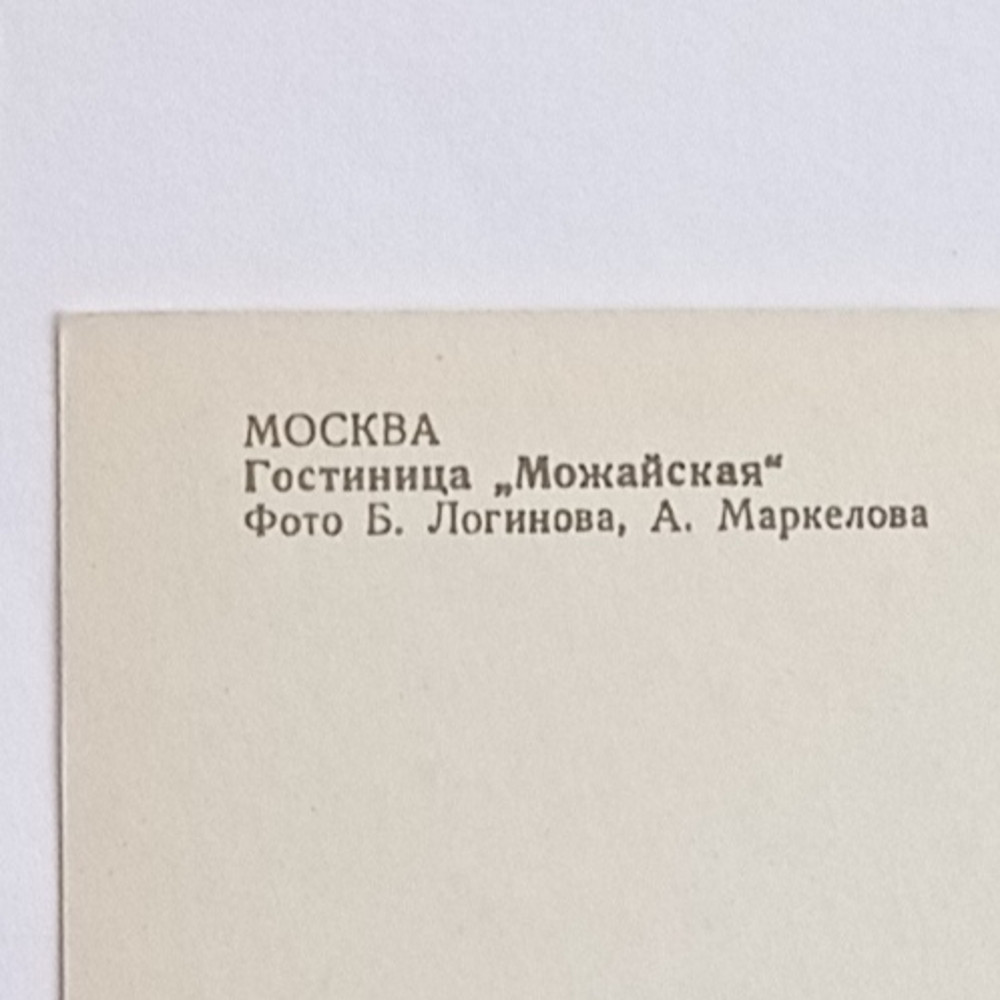 МОСКВА
Гостиница „Можайская“
Фото Б. Логинова, А. Маркелова